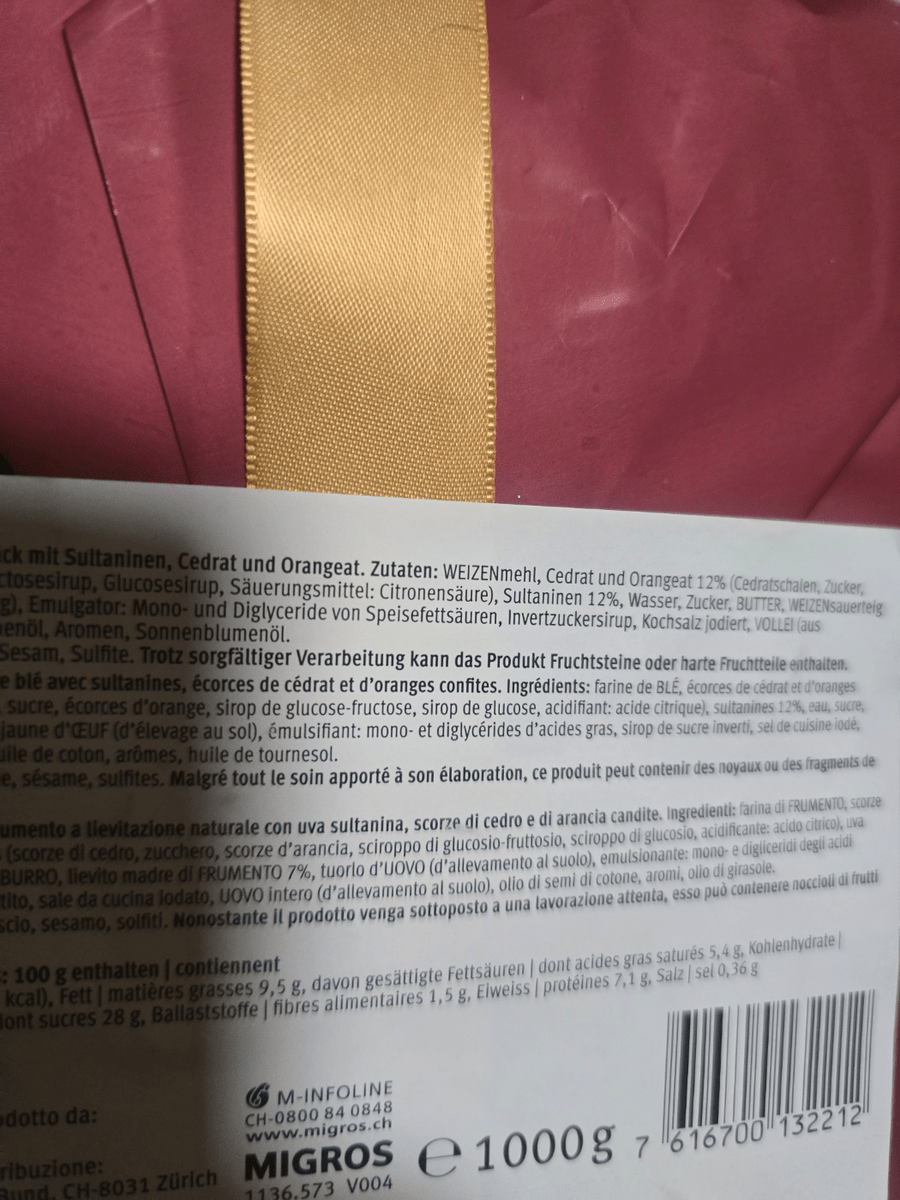 ck mit Sultaninen, Cedrat und Orangeat. Zutaten: WEIZENmehl, Cedrat und Orangeat 12% (Cedratschalen, Zucker,
ctosesirup, Glucosesirup, Säuerungsmittel: Citronensäure), Sultaninen 12%, Wasser, Zucker, BUTTER, WEIZENsauerteig
g), Emulgator: Mono- und Diglyceride von Speisefettsäuren, Invertzuckersirup, Kochsalz jodiert, VOLLEI (aus
enöl, Aromen, Sonnenblumenöl.
Sesam, Sulfite. Trotz sorgfältiger Verarbeitung kann das Produkt Fruchtsteine oder harte Fruchtteile enthalten.
e blé avec sultanines, écorces de cédrat et d'oranges confites. Ingrédients: farine de BLÉ, écorces de cédrat et d'oranges
sucre, écorces d'orange, sirop de glucose-fructose, sirop de glucose, acidifiant: acide citrique), sultanines 12%, eau, sucre,
jaune d'ŒUF (d'élevage au sol), émulsifiant: mono- et diglycérides d'acides gras, sirop de sucre inverti, sel de cuisine iodé,
uile de coton, arômes, huile de tournesol.
e, sésame, sulfites. Malgré tout le soin apporté à son élaboration, ce produit peut contenir des noyaux ou des fragments de
umento a lievitazione naturale con uva sultanina, scorze di cedro e di arancia candite. Ingredienti: farina di FRUMENTO, scorze
(scorze di cedro, zucchero, scorze d'arancia, sciroppo di glucosio-fruttosio, sciroppo di glucosio, acidificante: acido citrico), uva
BURRO, lievito madre di FRUMENTO 7%, tuorlo d'UOVO (d'allevamento al suolo), emulsionante: mono- e digliceridi degli acidi
tito, sale da cucina iodato, UOVO intero (d'allevamento al suolo), olio di semi di cotone, aromi, olio di girasole.
scio, sesamo, solfiti. Nonostante il prodotto venga sottoposto a una lavorazione attenta, esso può contenere noccioli di frutti
: 100 g enthalten | contiennent
kcal), Fett | matières grasses 9,5 g, davon gesättigte Fettsäuren | dont acides gras saturés 5,4 g, Kohlenhydrate |
dont sucres 28 g, Ballaststoffe | fibres alimentaires 1,5 g, Eiweiss | protéines 7,1 g, Salz | sel 0,36 g
odotto da:
ribuzione:
Bund, CH-8031 Zürich
M-INFOLINE
CH-0800 84 0848
www.migros.ch
MIGROS
1136.573 V004
e 1000g
7 616700 132212